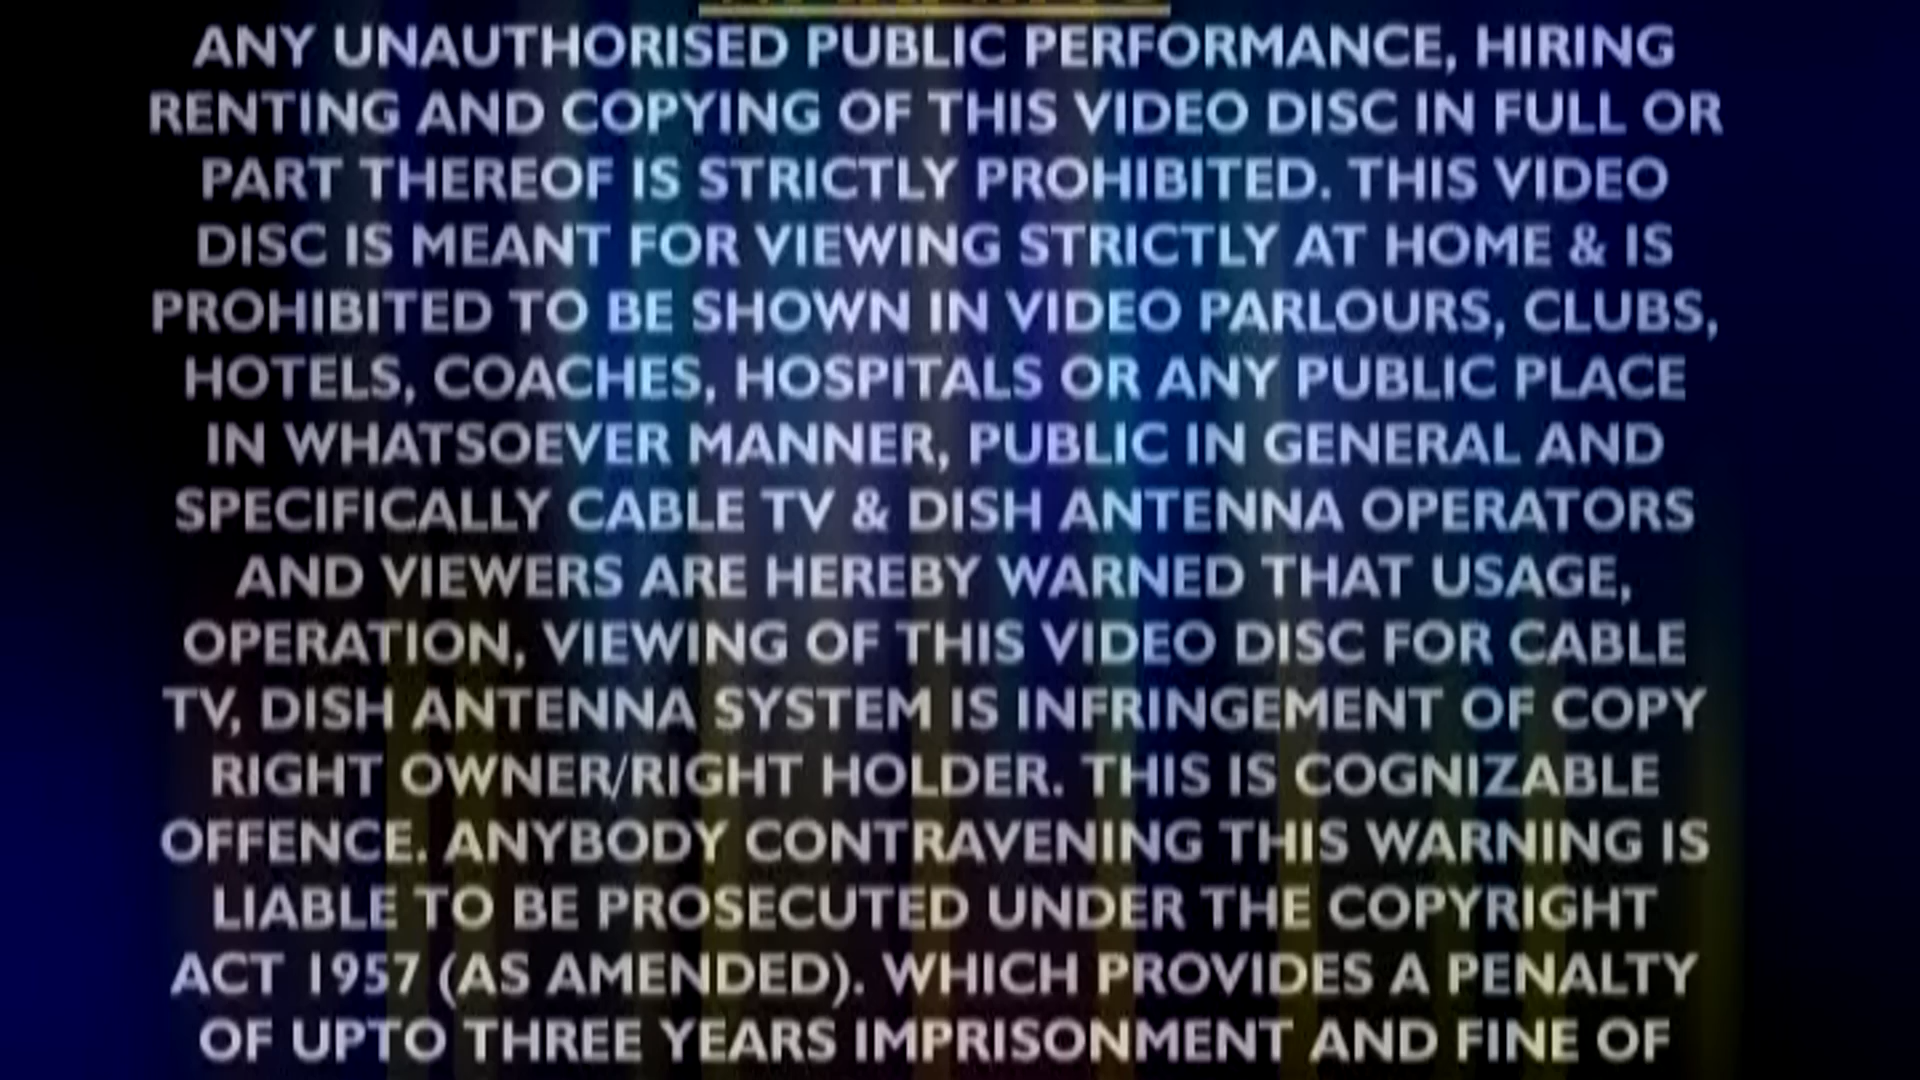 ANY UNAUTHORISED PUBLIC PERFORMANCE, HIRING
RENTING AND COPYING OF THIS VIDEO DISC IN FULL OR
PART THEREOF IS STRICTLY PROHIBITED. THIS VIDEO
DISC IS MEANT FOR VIEWING STRICTLY AT HOME & IS
PROHIBITED TO BE SHOWN IN VIDEO PARLOURS, CLUBS,
HOTELS, COACHES, HOSPITALS OR ANY PUBLIC PLACE
IN WHATSOEVER MANNER, PUBLIC IN GENERAL AND
SPECIFICALLY CABLE TV & DISH ANTENNA OPERATORS
AND VIEWERS ARE HEREBY WARNED THAT USAGE,
OPERATION, VIEWING OF THIS VIDEO DISC FOR CABLE
TV, DISH ANTENNA SYSTEM IS INFRINGEMENT OF COPY
RIGHT OWNER/RIGHT HOLDER. THIS IS COGNIZABLE
OFFENCE. ANYBODY CONTRAVENING THIS WARNING IS
LIABLE TO BE PROSECUTED UNDER THE COPYRIGHT
ACT 1957 (AS AMENDED). WHICH PROVIDES A PENALTY
OF UPTO THREE YEARS IMPRISONMENT AND FINE OF